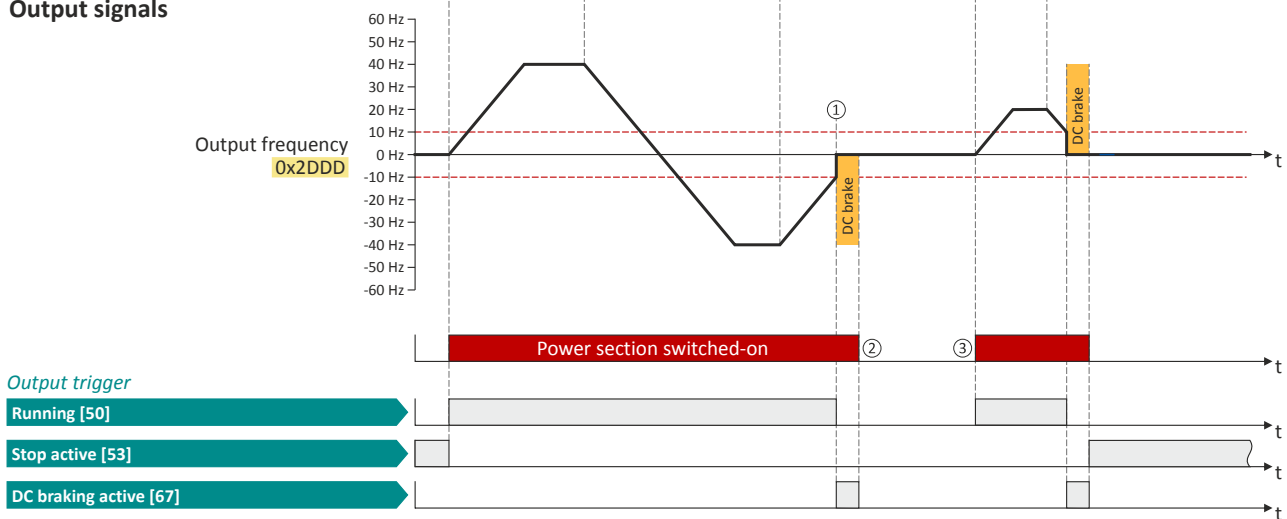 Output signals
60 Hz
50 Hz
40 Hz
30 Hz
20 Hz
10 Hz
0 Hz
-10 Hz
-20 Hz
-30 Hz
-40 Hz
-50 Hz
-60 Hz
Output frequency
0x2DDD
①
DC brake
DC brake
t
Power section switched-on
②
③
t
Output trigger
Running [50]
t
Stop active [53]
t
DC braking active [67]
t